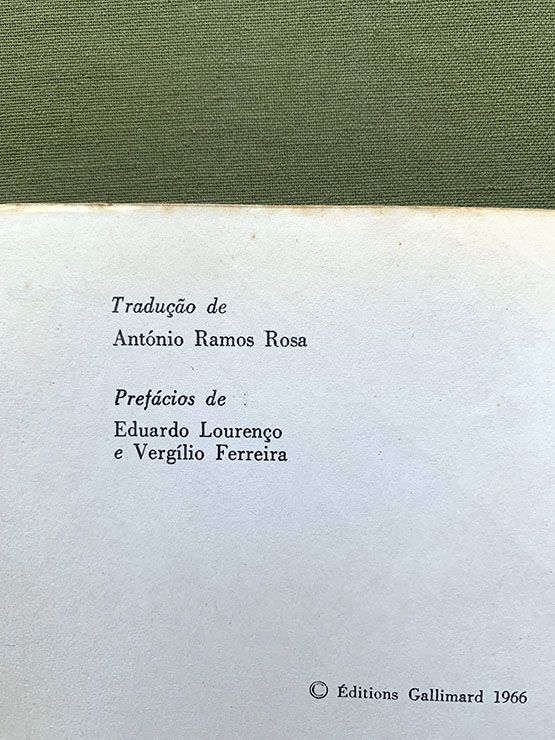 Tradução de
António Ramos Rosa
Prefácios de
Eduardo Lourenço
e Vergílio Ferreira
© Éditions Gallimard 1966